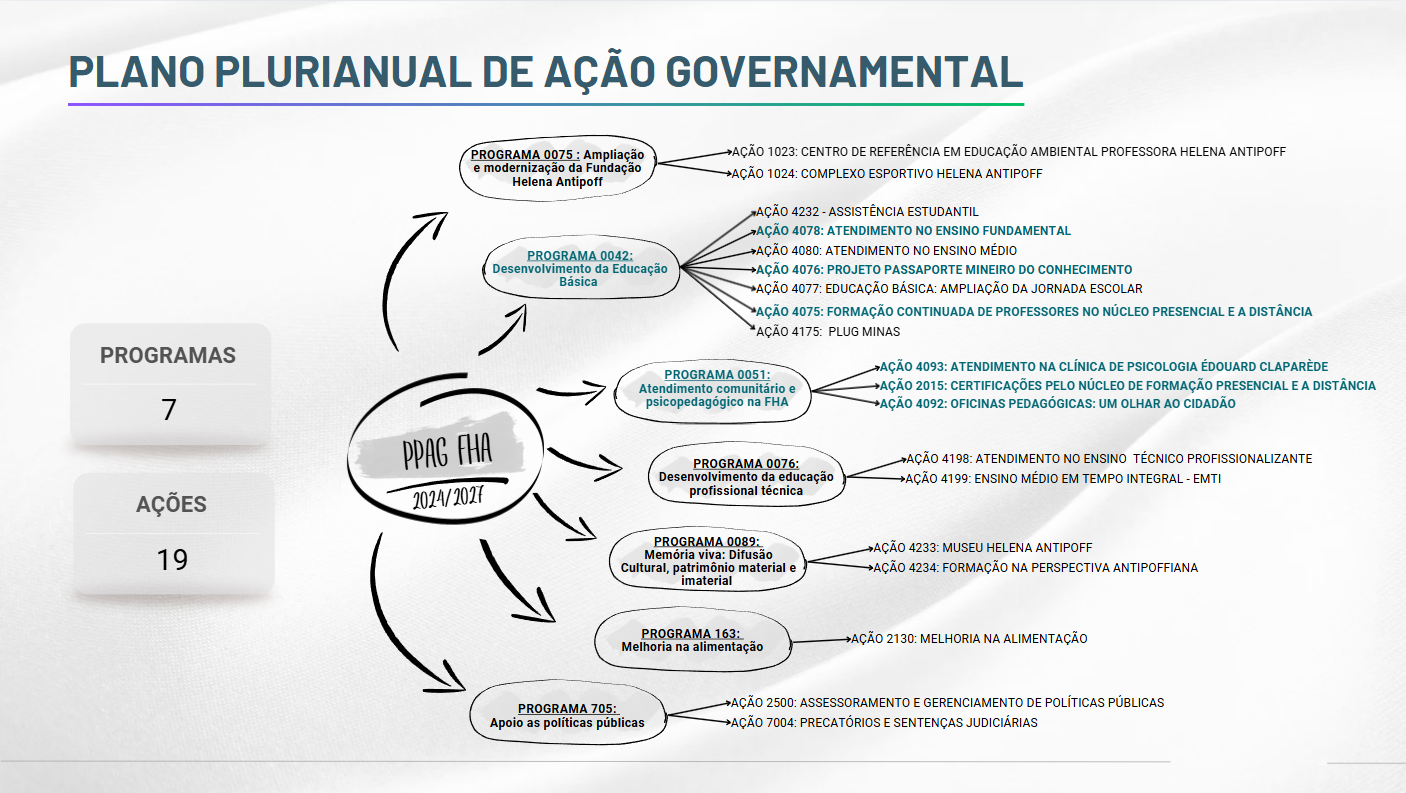 PLANO PLURIANUAL DE AÇÃO GOVERNAMENTAL
PROGRAMAS
7
AÇÕES
19
PPAG FHA
2024/2027
PROGRAMA 0075 : Ampliação
e modernização da Fundação
Helena Antipoff
AÇÃO 1023: CENTRO DE REFERÊNCIA EM EDUCAÇÃO AMBIENTAL PROFESSORA HELENA ANTIPOFF
AÇÃO 1024: COMPLEXO ESPORTIVO HELENA ANTIPOFF
PROGRAMA 0042:
Desenvolvimento da Educação
Básica
AÇÃO 4232 - ASSISTÊNCIA ESTUDANTIL
AÇÃO 4078: ATENDIMENTO NO ENSINO FUNDAMENTAL
AÇÃO 4080: ATENDIMENTO NO ENSINO MÉDIO
AÇÃO 4076: PROJETO PASSAPORTE MINEIRO DO CONHECIMENTO
AÇÃO 4077: EDUCAÇÃO BÁSICA: AMPLIAÇÃO DA JORNADA ESCOLAR
AÇÃO 4075: FORMAÇÃO CONTINUADA DE PROFESSORES NO NÚCLEO PRESENCIAL E A DISTÂNCIA
AÇÃO 4175: PLUG MINAS
PROGRAMA 0051:
Atendimento comunitário e
psicopedagógico na FHA
AÇÃO 4093: ATENDIMENTO NA CLÍNICA DE PSICOLOGIA ÉDOUARD CLAPARÈDE
AÇÃO 2015: CERTIFICAÇÕES PELO NÚCLEO DE FORMAÇÃO PRESENCIAL E A DISTÂNCIA
AÇÃO 4092: OFICINAS PEDAGÓGICAS: UM OLHAR AO CIDADÃO
PROGRAMA 0076:
Desenvolvimento da educação
profissional técnica
AÇÃO 4198: ATENDIMENTO NO ENSINO TÉCNICO PROFISSIONALIZANTE
AÇÃO 4199: ENSINO MÉDIO EM TEMPO INTEGRAL - EMTI
PROGRAMA 0089:
Memória viva: Difusão
Cultural, patrimônio material e
imaterial
AÇÃO 4233: MUSEU HELENA ANTIPOFF
AÇÃO 4234: FORMAÇÃO NA PERSPECTIVA ANTIPOFFIANA
PROGRAMA 163:
Melhoria na alimentação
AÇÃO 2130: MELHORIA NA ALIMENTAÇÃO
PROGRAMA 705:
Apoio as políticas públicas
AÇÃO 2500: ASSESSORAMENTO E GERENCIAMENTO DE POLÍTICAS PÚBLICAS
AÇÃO 7004: PRECATÓRIOS E SENTENÇAS JUDICIÁRIAS